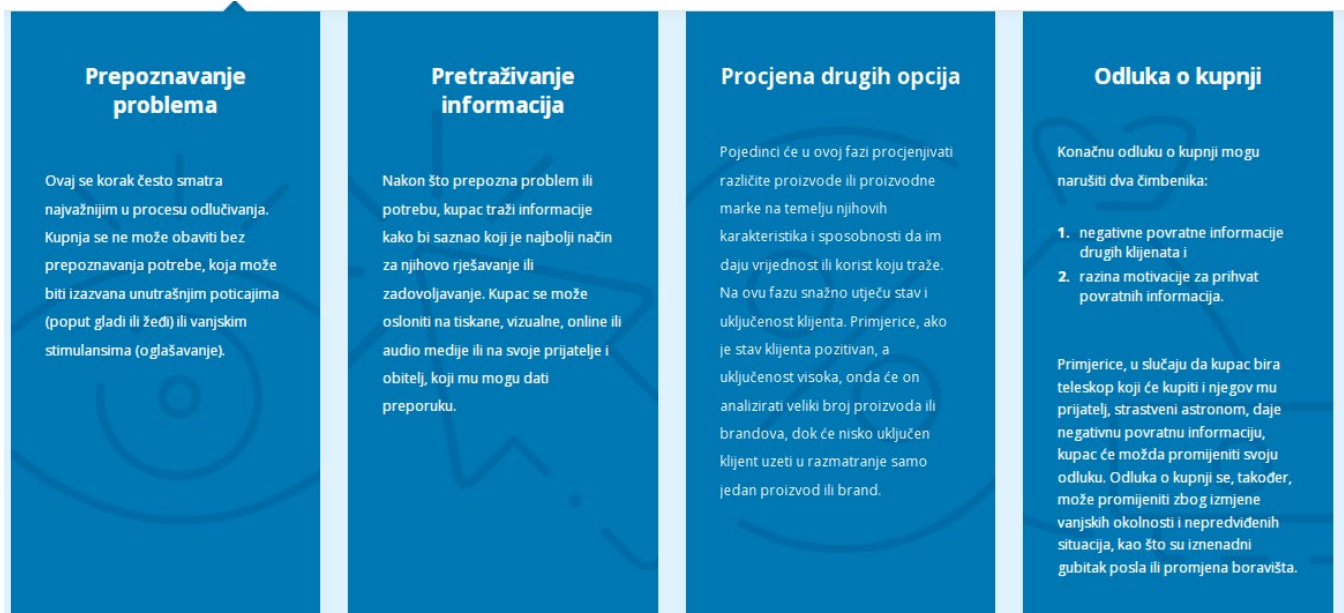 Prepoznavanje
problema
Ovaj se korak često smatra
najvažnijim u procesu odlučivanja.
Kupnja se ne može obaviti bez
prepoznavanja potrebe, koja može
biti izazvana unutrašnjim poticajima
(poput gladi ili žeđi) ili vanjskim
stimulansima (oglašavanje).
Pretraživanje
informacija
Nakon što prepozna problem ili
potrebu, kupac traži informacije
kako bi saznao koji je najbolji način
za njihovo rješavanje ili
zadovoljavanje. Kupac se može
osloniti na tiskane, vizualne, online ili
audio medije ili na svoje prijatelje i
obitelj, koji mu mogu dati
preporuku.
Procjena drugih opcija
Pojedinci će u ovoj fazi procjenjivati
različite proizvode ili proizvodne
marke na temelju njihovih
karakteristika i sposobnosti da im
daju vrijednost ili korist koju traže.
Na ovu fazu snažno utječu stav i
uključenost klijenta. Primjerice, ako
je stav klijenta pozitivan, a
uključenost visoka, onda će on
analizirati veliki broj proizvoda ili
brandova, dok će nisko uključen
klijent uzeti u razmatranje samo
jedan proizvod ili brand.
Odluka o kupnji
Konačnu odluku o kupnji mogu
narušiti dva čimbenika:
1. negativne povratne informacije
drugih klijenata i
2. razina motivacije za prihvat
povratnih informacija.
Primjerice, u slučaju da kupac bira
teleskop koji će kupiti i njegov mu
prijatelj, strastveni astronom, daje
negativnu povratnu informaciju,
kupac će možda promijeniti svoju
odluku. Odluka o kupnji se, također,
može promijeniti zbog izmjene
vanjskih okolnosti i nepredviđenih
situacija, kao što su iznenadni
gubitak posla ili promjena boravišta.